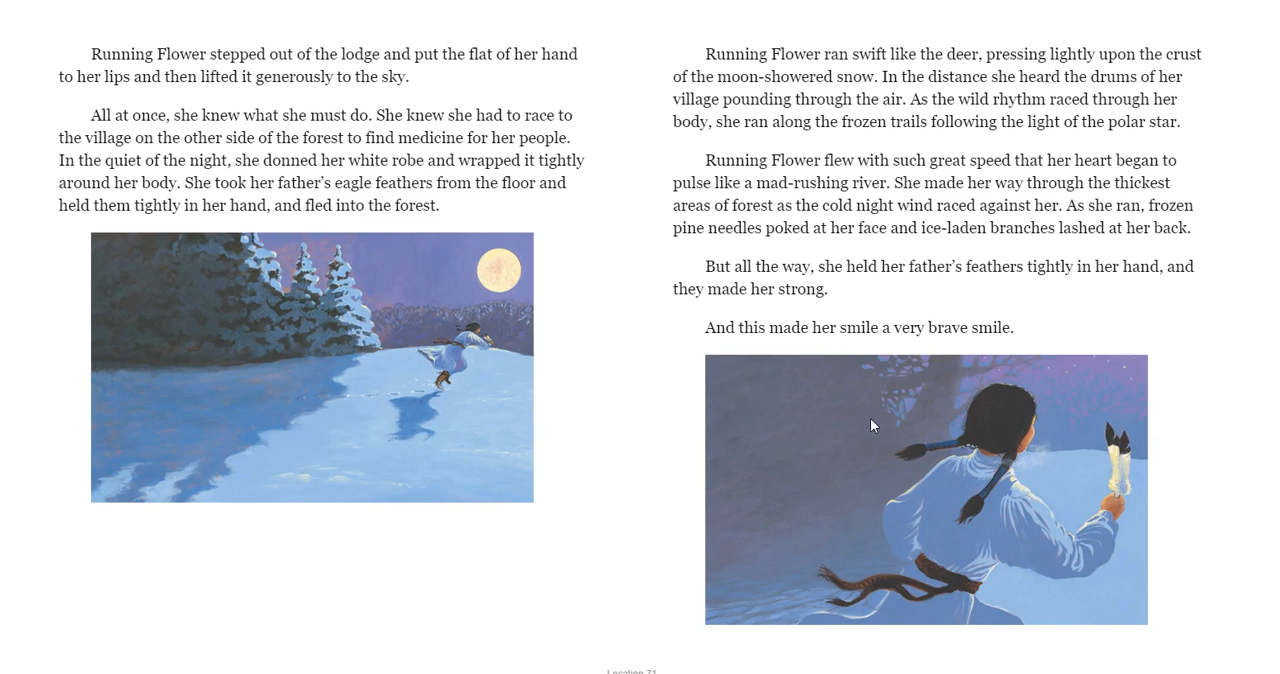 Running Flower stepped out of the lodge and put the flat of her hand
to her lips and then lifted it generously to the sky.
All at once, she knew what she must do. She knew she had to race to
the village on the other side of the forest to find medicine for her people.
In the quiet of the night, she donned her white robe and wrapped it tightly
around her body. She took her father’s eagle feathers from the floor and
held them tightly in her hand, and fled into the forest.
Running Flower ran swift like the deer, pressing lightly upon the crust
of the moon-showered snow. In the distance she heard the drums of her
village pounding through the air. As the wild rhythm raced through her
body, she ran along the frozen trails following the light of the polar star.
Running Flower flew with such great speed that her heart began to
pulse like a mad-rushing river. She made her way through the thickest
areas of forest as the cold night wind raced against her. As she ran, frozen
pine needles poked at her face and ice-laden branches lashed at her back.
But all the way, she held her father’s feathers tightly in her hand, and
they made her strong.
And this made her smile a very brave smile.
Location 71